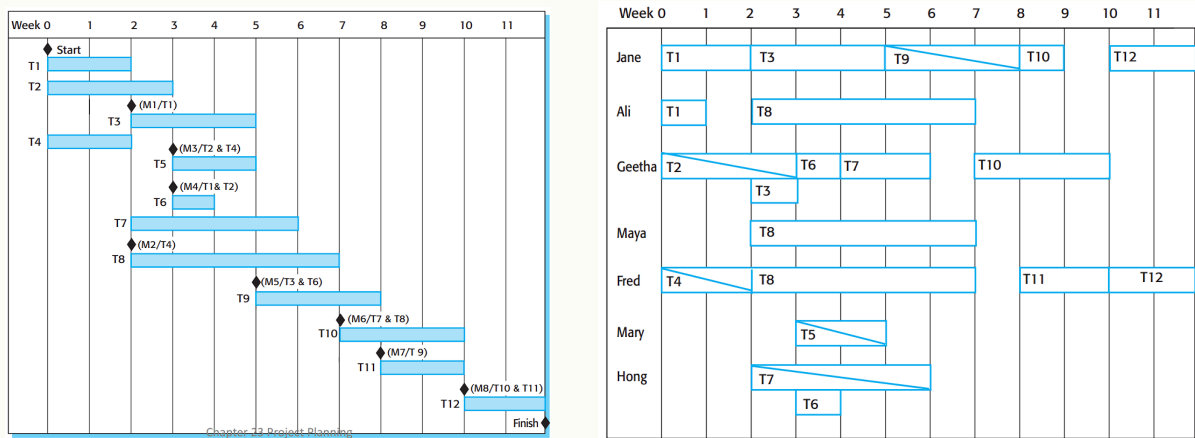 Week 0 1 2 3 4 5 6 7 8 9 10 11
Start
T1
T2
(M1/T1)
T3
T4
(M3/T2 & T4)
T5
(M4/T1& T2)
T6
T7
(M2/T4)
T8
(M5/T3 & T6)
T9
(M6/T7 & T8)
T10
(M7/T 9)
T11
(M8/T10 & T11)
T12
Finish
Chapter 23 Project Planning
Week 0 1 2 3 4 5 6 7 8 9 10 11
Jane T1 T3 T9 T10 T12
Ali T1 T8
Geetha T2 T6 T7 T10
T3
Maya T8
Fred T4 T8 T11 T12
Mary T5
Hong T7
T6